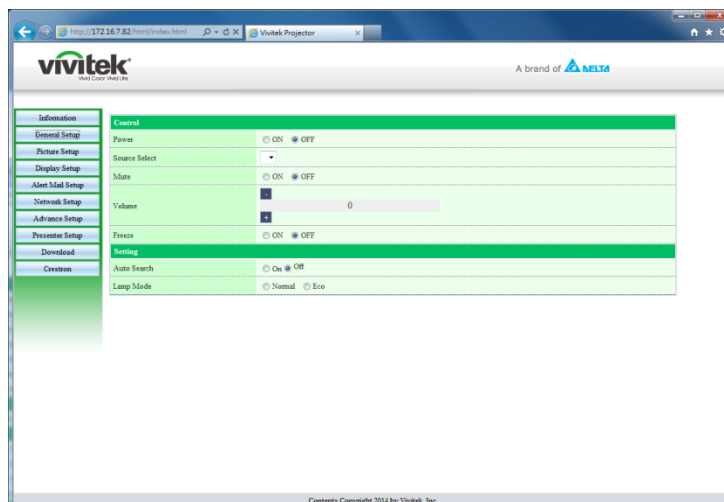 http://172.16.7.82/html/index.html
Vivitek Projector
vivitek
Vivid Color Vivid Life
A brand of DELTA
Information
General Setup
Picture Setup
Display Setup
Alert Mail Setup
Network Setup
Advance Setup
Presenter Setup
Download
Crestron
Control
Power ON OFF
Source Select
Mute ON OFF
Volume - 0 +
Freeze ON OFF
Setting
Auto Search On Off
Lamp Mode Normal Eco
Contents Copyright 2014 by Vivitek, Inc.